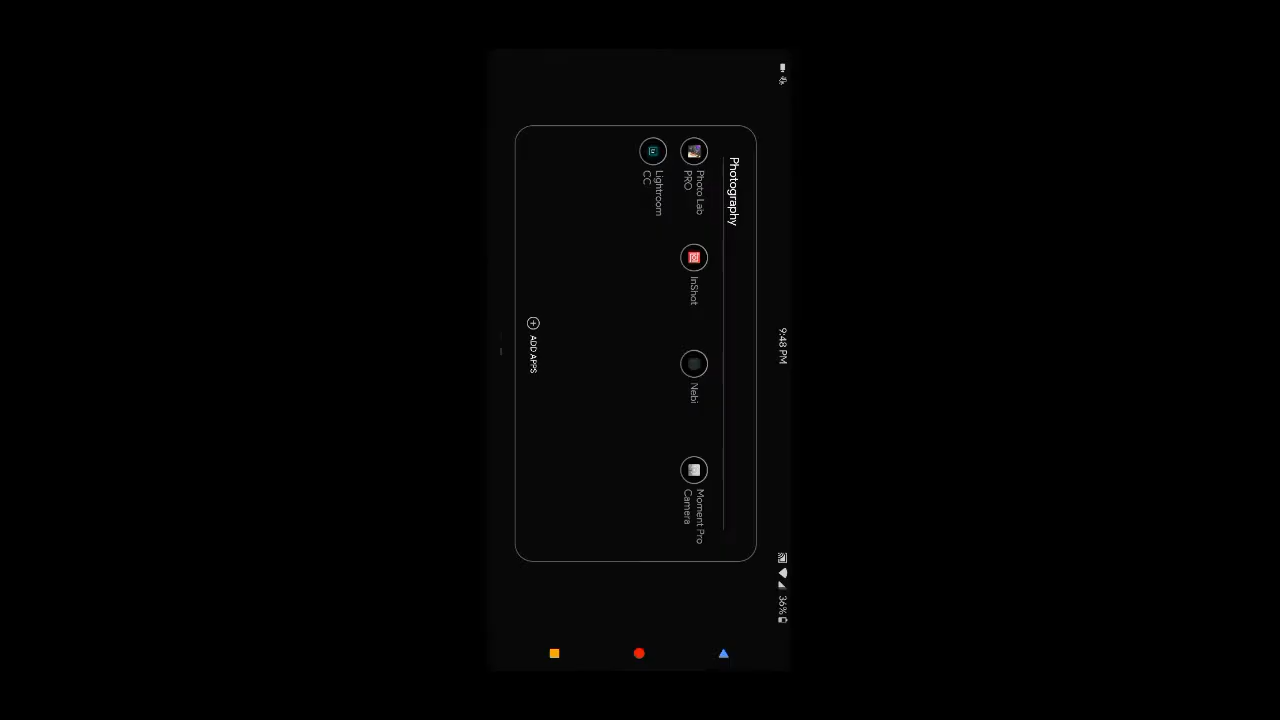 9:48 PM
36%
Photography
Photo Lab
PRO
InShot
Nebi
Moment Pro
Camera
Lightroom
CC
ADD APPS